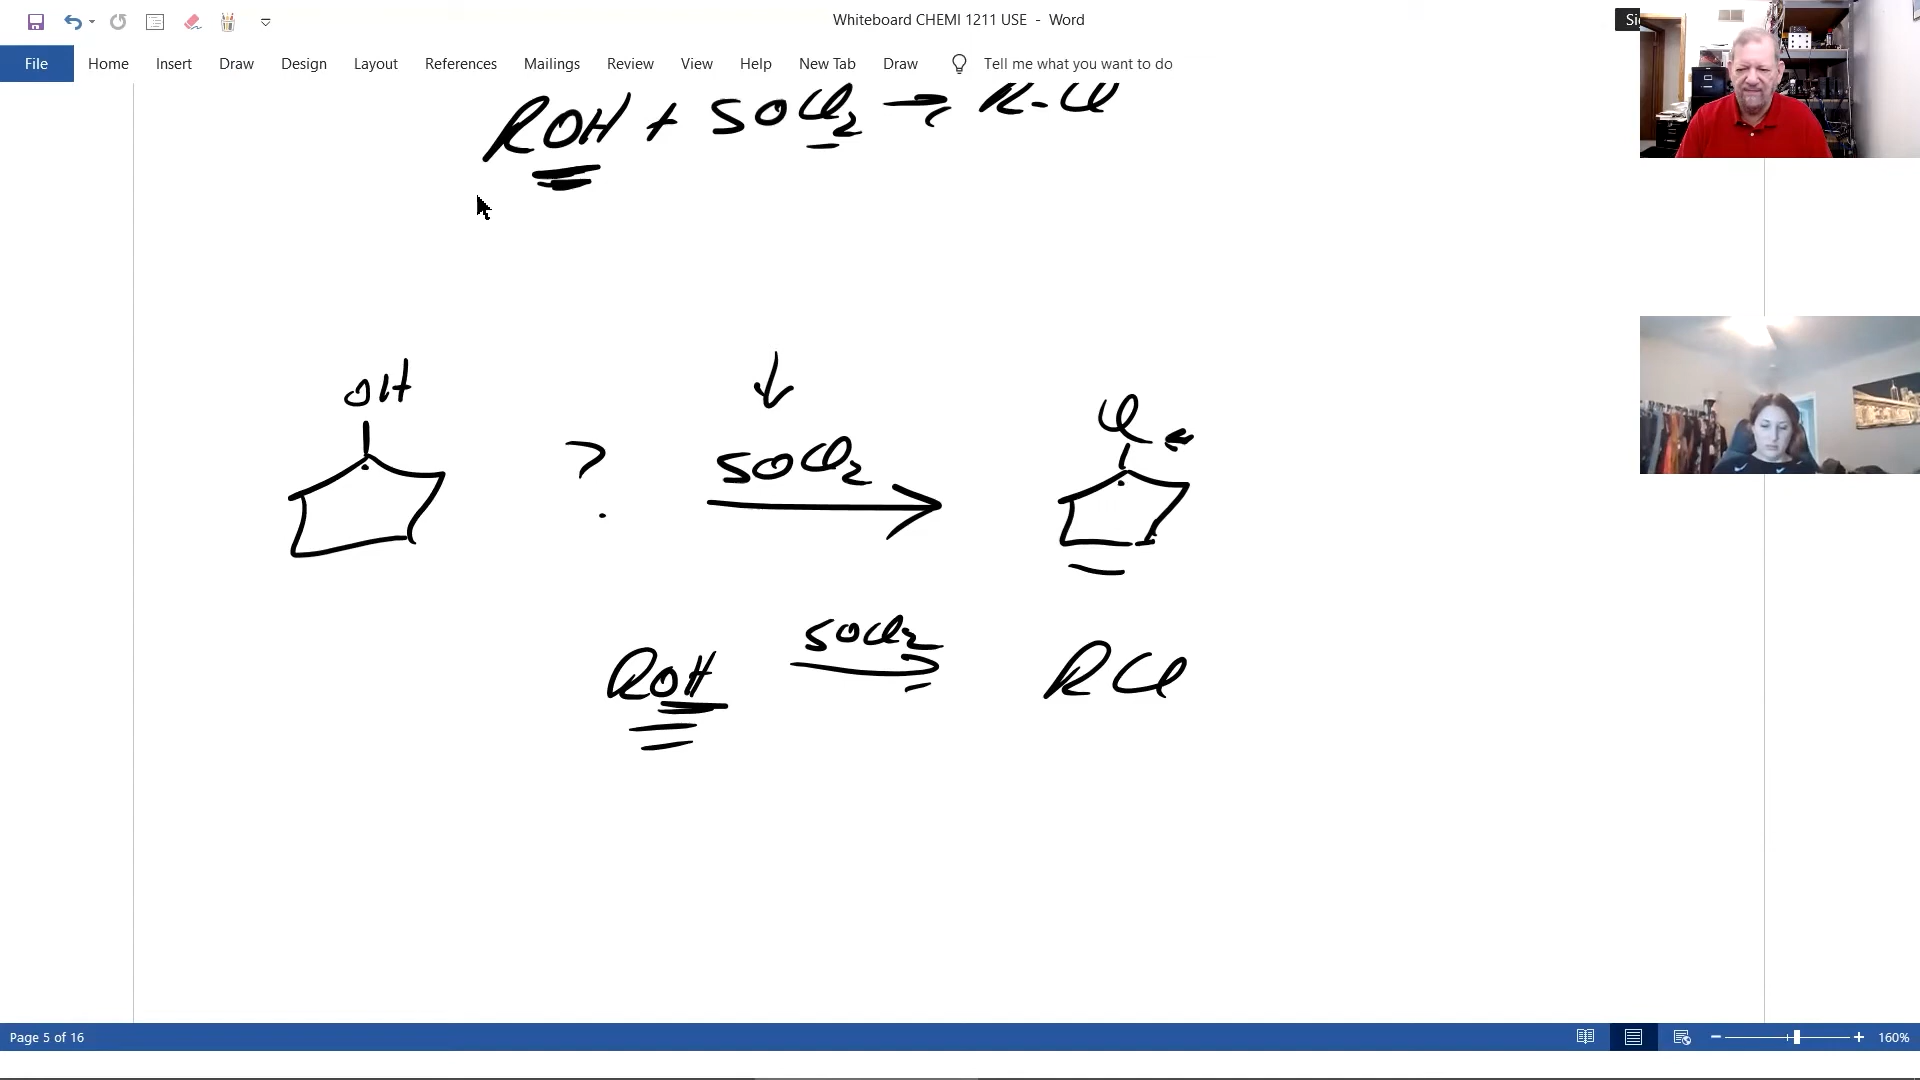 Whiteboard CHEMI 1211 USE - Word
Si
File Home Insert Draw Design Layout References Mailings Review View Help New Tab Draw Tell me what you want to do
ROH + SOCl2 → R-Cl
OH
? SOCl2
Cl
ROH SOCl2 RCl
Page 5 of 16
160%